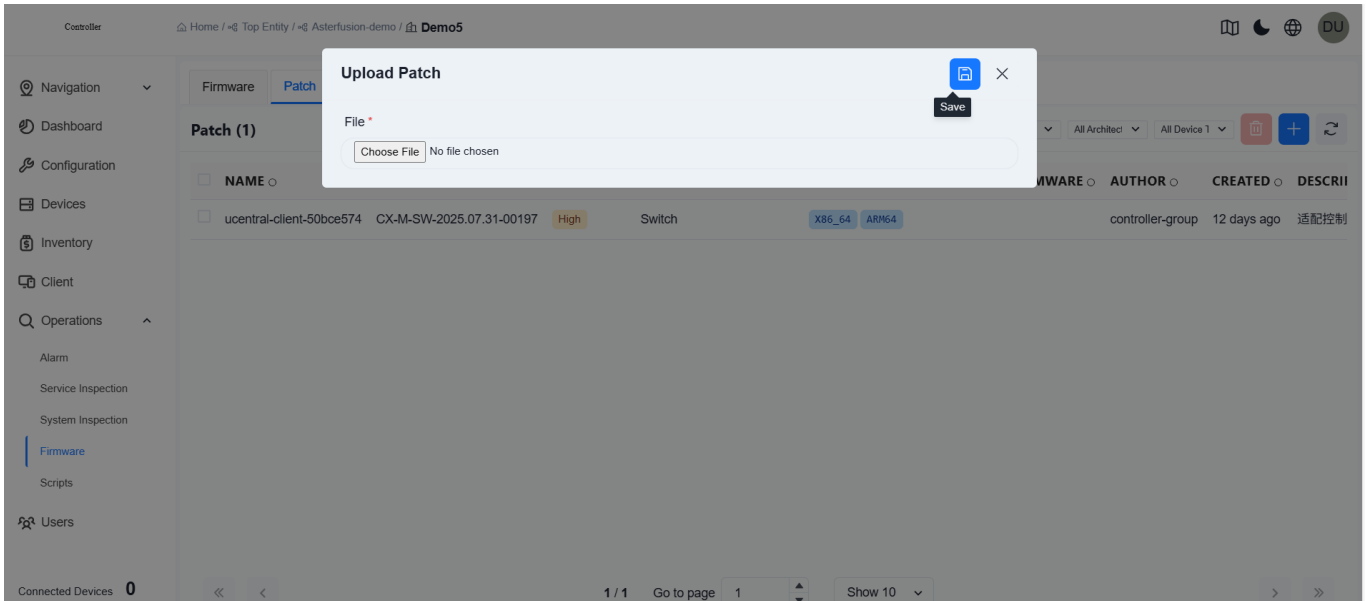 Controller
Home / Top Entity / Asterfusion-demo / Demo5
DU
Upload Patch
Save
File *
Choose File No file chosen
Navigation
Dashboard
Configuration
Devices
Inventory
Client
Operations
Alarm
Service Inspection
System Inspection
Firmware
Scripts
Users
Connected Devices 0
Firmware Patch
Patch (1)
All Architect All Device
NAME MWARE AUTHOR CREATED DESCRI
ucentral-client-50bce574 CX-M-SW-2025.07.31-00197 High Switch X86_64 ARM64 controller-group 12 days ago 适配控制
1 / 1 Go to page 1 Show 10